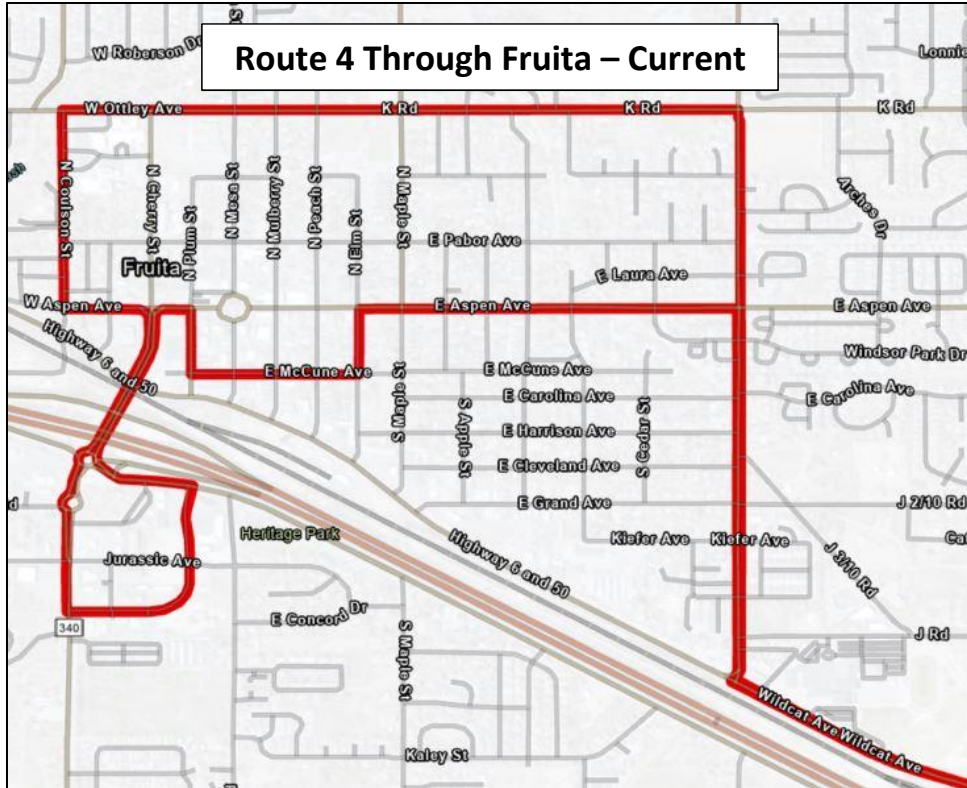 St
W Roberson Dr
Route 4 Through Fruita – Current
Lonnie
W Ottley Ave
K Rd
K Rd
K Rd
N Coulson St
N Cherry St
N Plum St
N Mesa St
N Mulberry St
N Peach St
N Elm St
N Maple St
Arches Dr
E Pabor Ave
Fruita
E Laura Ave
W Aspen Ave
E Aspen Ave
E Aspen Ave
Highway 6 and 50
Windsor Park Dr
E McCune Ave
E McCune Ave
E Carolina Ave
E Carolina Ave
S Maple St
S Apple St
S Cedar St
E Harrison Ave
E Cleveland Ave
E Grand Ave
J 2/10 Rd
Heritage Park
Highway 6 and 50
Kiefer Ave
Kiefer Ave
J 3/10 Rd
Jurassic Ave
E Concord Dr
340
S Maple St
J Rd
Wildcat Ave
Wildcat Ave
Kaley St